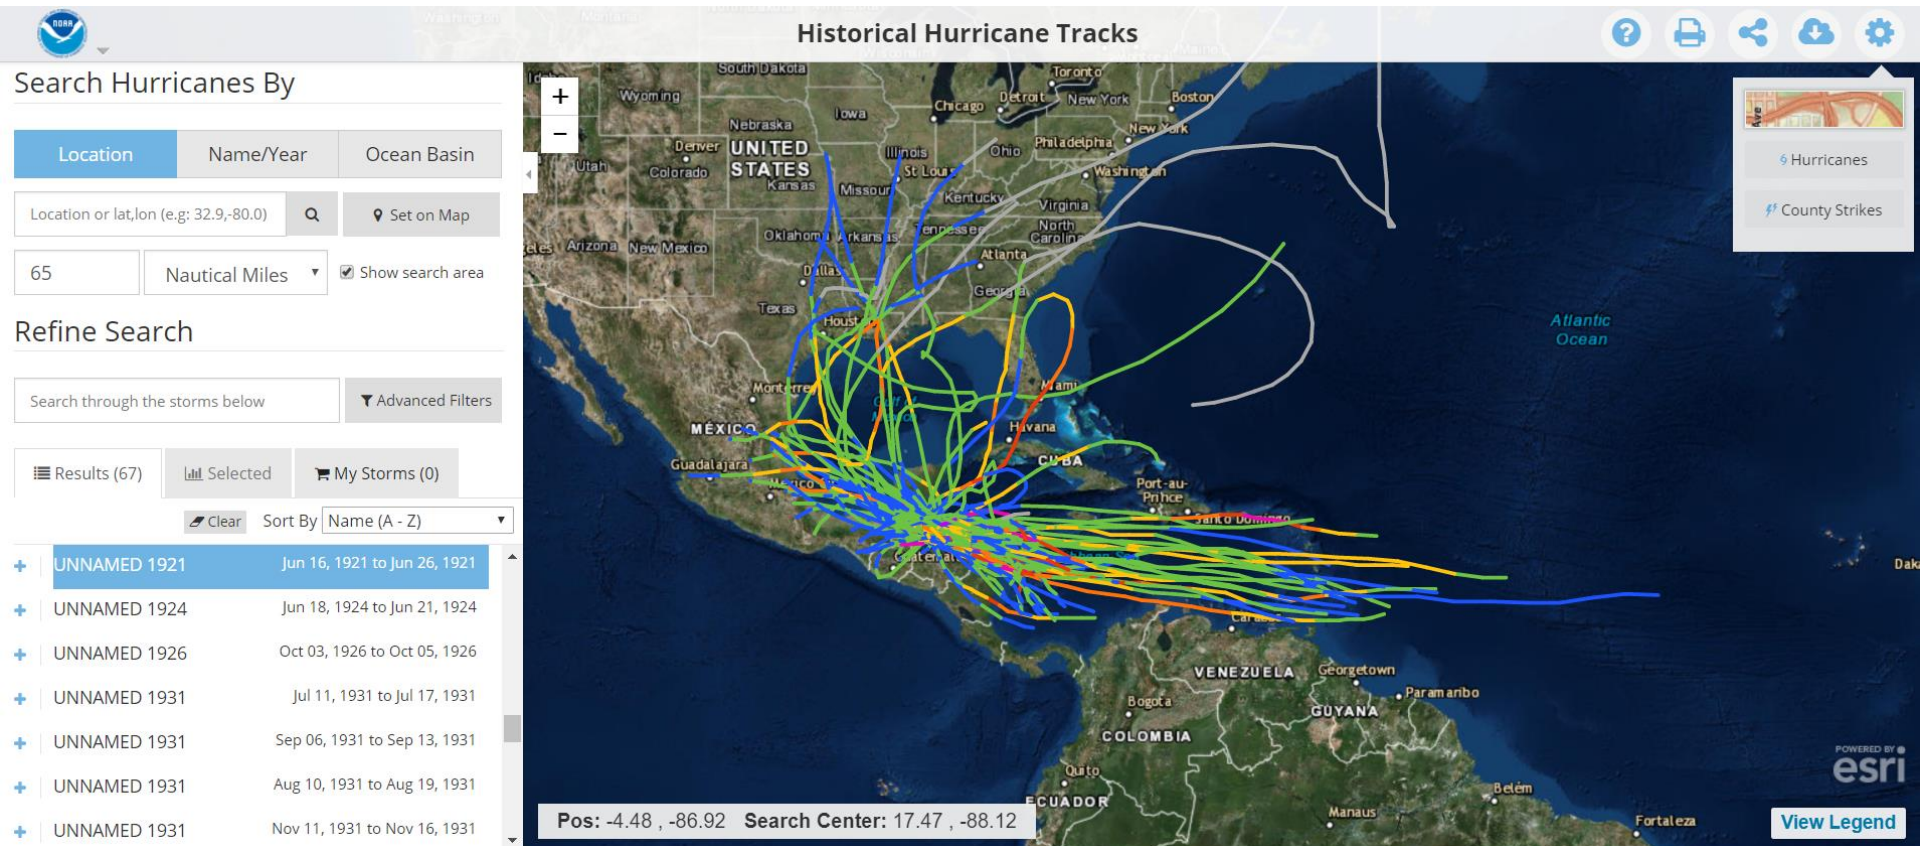 NOAA
Historical Hurricane Tracks
Search Hurricanes By
Location
Name/Year
Ocean Basin
Location or lat,lon (e.g: 32.9,-80.0)
Set on Map
65
Nautical Miles
Show search area
Refine Search
Search through the storms below
Advanced Filters
Results (67)
Selected
My Storms (0)
Clear
Sort By
Name (A - Z)
UNNAMED 1921 Jun 16, 1921 to Jun 26, 1921
UNNAMED 1924 Jun 18, 1924 to Jun 21, 1924
UNNAMED 1926 Oct 03, 1926 to Oct 05, 1926
UNNAMED 1931 Jul 11, 1931 to Jul 17, 1931
UNNAMED 1931 Sep 06, 1931 to Sep 13, 1931
UNNAMED 1931 Aug 10, 1931 to Aug 19, 1931
UNNAMED 1931 Nov 11, 1931 to Nov 16, 1931
+
−
South Dakota
Wyoming
Iowa
Chicago
Detroit
Toronto
New York
Boston
Nebraska
Denver
UNITED
STATES
Illinois
Ohio
Philadelphia
New York
Utah
Colorado
Kansas
Missouri
St Louis
Washington
Kentucky
Virginia
Oklahoma
Arkansas
Tennessee
North
Carolina
Arizona
New Mexico
Atlanta
Dallas
Georgia
Texas
Houst
Monterrey
Miami
Gulf of
MÉXICO
Havana
Guadalajara
CUBA
Port-au-
Prince
Santo Domingo
Atlantic
Ocean
VENEZUELA
Georgetown
Paramaribo
Bogota
GUYANA
COLOMBIA
Quito
ECUADOR
Belém
Manaus
Fortaleza
Ave
Hurricanes
County Strikes
POWERED BY
esri
Pos: -4.48 , -86.92 Search Center: 17.47 , -88.12
View Legend